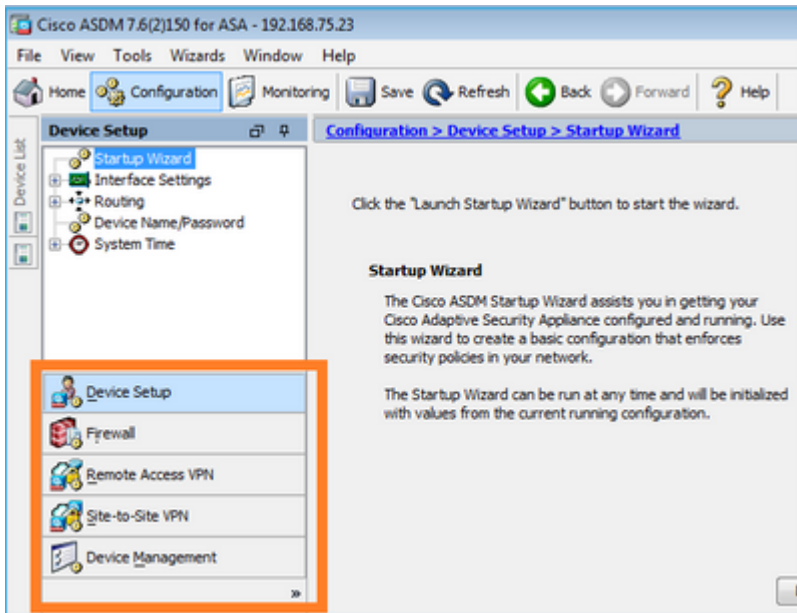 Cisco ASDM 7.6(2)150 for ASA - 192.168.75.23
File View Tools Wizards Window Help
Home Configuration Monitoring Save Refresh Back Forward Help
Device List
Device Setup
Configuration > Device Setup > Startup Wizard
Startup Wizard
Interface Settings
Routing
Device Name/Password
System Time
Click the "Launch Startup Wizard" button to start the wizard.
Startup Wizard
The Cisco ASDM Startup Wizard assists you in getting your
Cisco Adaptive Security Appliance configured and running. Use
this wizard to create a basic configuration that enforces
security policies in your network.
The Startup Wizard can be run at any time and will be initialized
with values from the current running configuration.
Device Setup
Firewall
Remote Access VPN
Site-to-Site VPN
Device Management
»